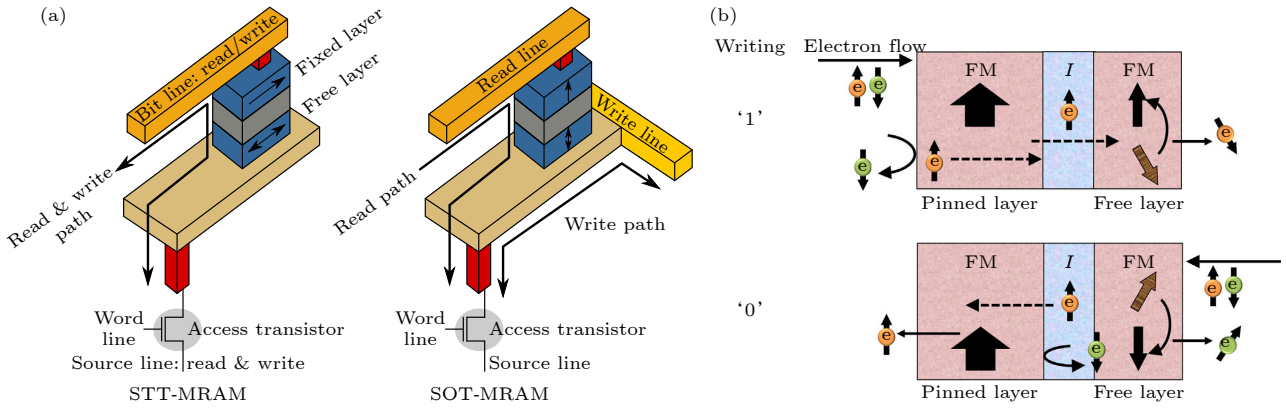 (a)
Bit line: read/write
Fixed layer
Free layer
Read & write
path
Word
line
Access transistor
Source line: read & write
STT-MRAM
Read line
Write line
Read path
Write path
Word
line
Access transistor
Source line
SOT-MRAM
(b)
Writing
Electron flow
‘1’
FM
I
FM
e
e
e
e
e
e
Pinned layer
Free layer
‘0’
FM
I
FM
e
e
e
e
e
e
Pinned layer
Free layer